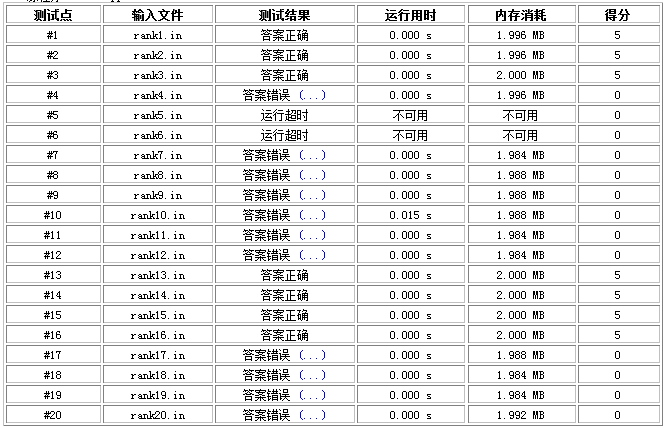 测试点 输入文件 测试结果 运行用时 内存消耗 得分
#1 rank1.in 答案正确 0.000 s 1.996 MB 5
#2 rank2.in 答案正确 0.000 s 1.996 MB 5
#3 rank3.in 答案正确 0.000 s 2.000 MB 5
#4 rank4.in 答案错误 (...) 0.000 s 1.996 MB 0
#5 rank5.in 运行超时 不可用 不可用 0
#6 rank6.in 运行超时 不可用 不可用 0
#7 rank7.in 答案错误 (...) 0.000 s 1.984 MB 0
#8 rank8.in 答案错误 (...) 0.000 s 1.988 MB 0
#9 rank9.in 答案错误 (...) 0.000 s 1.988 MB 0
#10 rank10.in 答案错误 (...) 0.015 s 1.988 MB 0
#11 rank11.in 答案错误 (...) 0.000 s 1.984 MB 0
#12 rank12.in 答案错误 (...) 0.000 s 1.984 MB 0
#13 rank13.in 答案正确 0.000 s 2.000 MB 5
#14 rank14.in 答案正确 0.000 s 2.000 MB 5
#15 rank15.in 答案正确 0.000 s 2.000 MB 5
#16 rank16.in 答案正确 0.000 s 2.000 MB 5
#17 rank17.in 答案错误 (...) 0.000 s 1.988 MB 0
#18 rank18.in 答案错误 (...) 0.000 s 1.984 MB 0
#19 rank19.in 答案错误 (...) 0.000 s 1.984 MB 0
#20 rank20.in 答案错误 (...) 0.000 s 1.992 MB 0